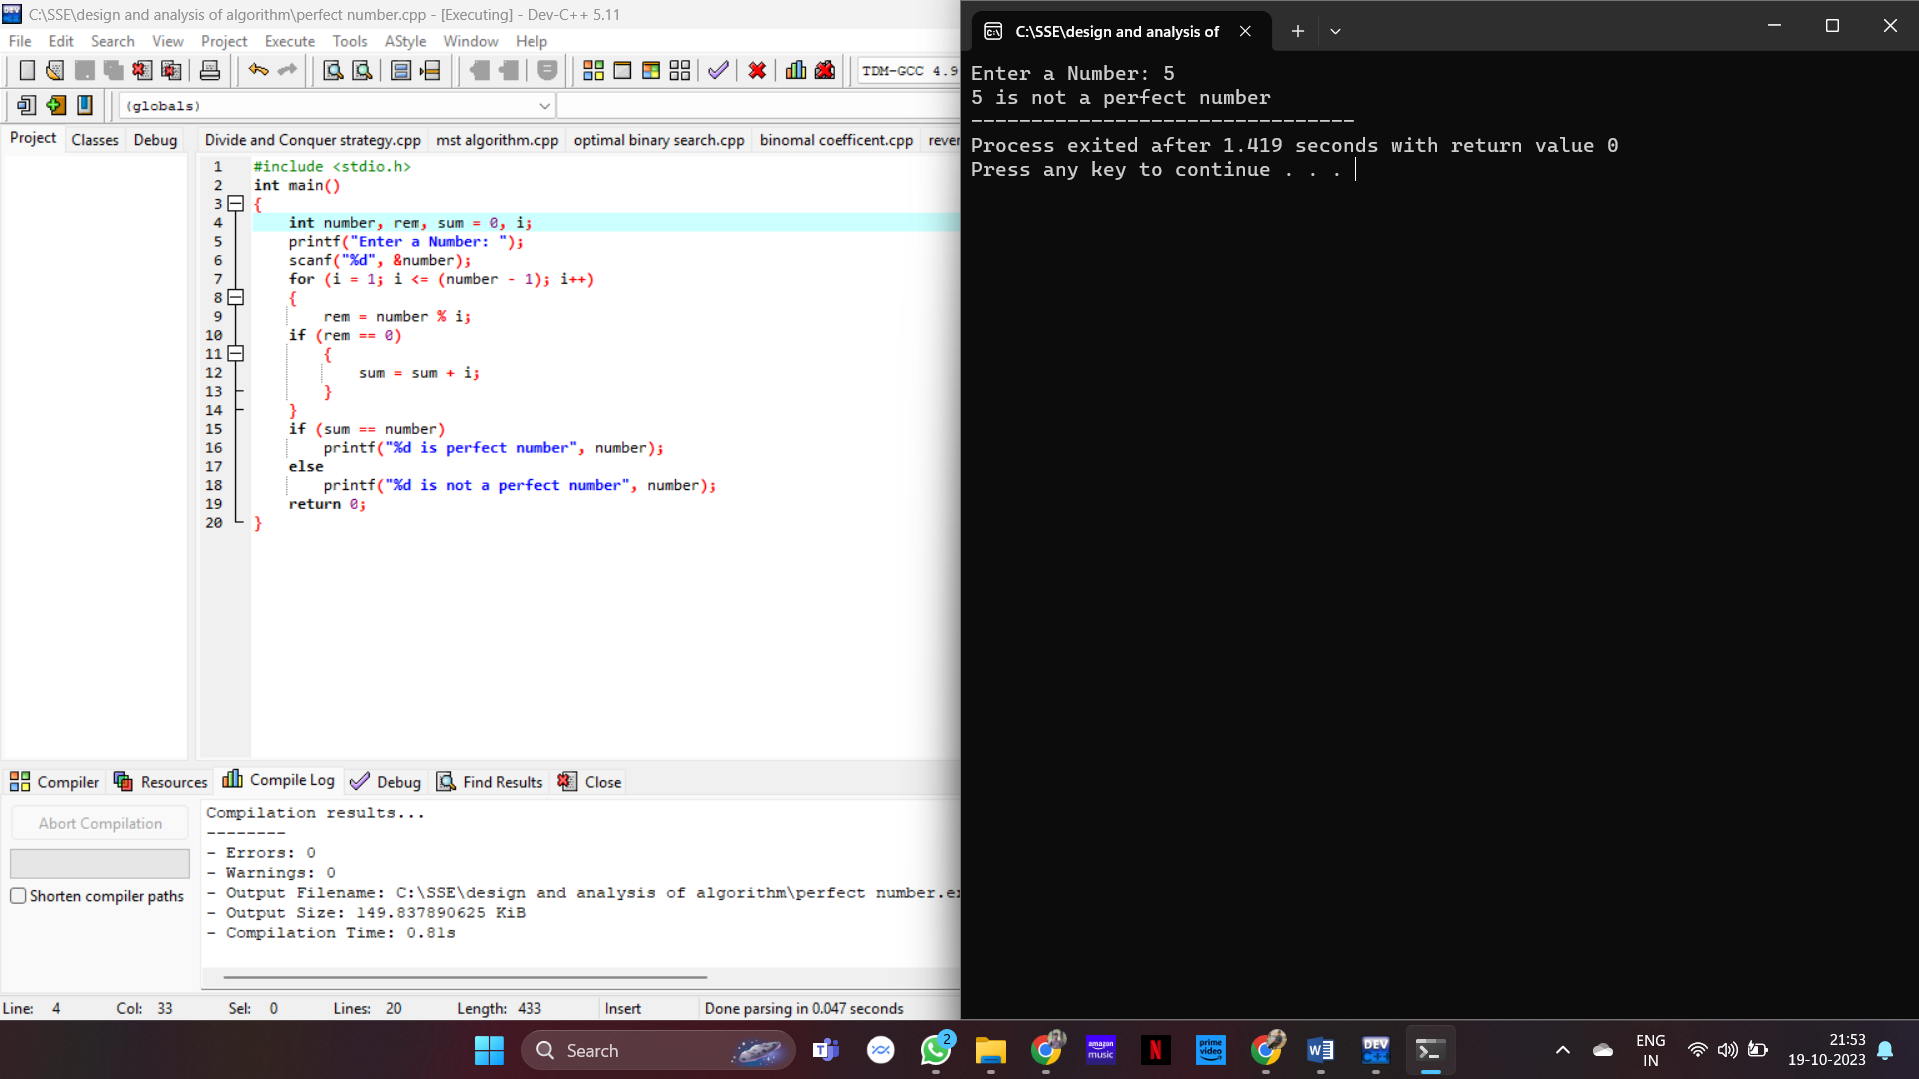 C:\SSE\design and analysis of algorithm\perfect number.cpp - [Executing] - Dev-C++ 5.11
File Edit Search View Project Execute Tools AStyle Window Help
TDM-GCC 4.9
(globals)
Project Classes Debug
Divide and Conquer strategy.cpp mst algorithm.cpp optimal binary search.cpp binomal coefficent.cpp rever
1 #include <stdio.h>
2 int main()
3 {
4 int number, rem, sum = 0, i;
5 printf("Enter a Number: ");
6 scanf("%d", &number);
7 for (i = 1; i <= (number - 1); i++)
8 {
9 rem = number % i;
10 if (rem == 0)
11 {
12 sum = sum + i;
13 }
14 }
15 if (sum == number)
16 printf("%d is perfect number", number);
17 else
18 printf("%d is not a perfect number", number);
19 return 0;
20 }
Compiler Resources Compile Log Debug Find Results Close
Abort Compilation
Shorten compiler paths
Compilation results...
--------
- Errors: 0
- Warnings: 0
- Output Filename: C:\SSE\design and analysis of algorithm\perfect number.ex
- Output Size: 149.837890625 KiB
- Compilation Time: 0.81s
Line: 4 Col: 33 Sel: 0 Lines: 20 Length: 433 Insert Done parsing in 0.047 seconds
C:\SSE\design and analysis of
Enter a Number: 5
5 is not a perfect number
--------------------------------
Process exited after 1.419 seconds with return value 0
Press any key to continue . . .
Search
2
amazon music
N
prime video
DEV C++
ENG
IN
21:53
19-10-2023